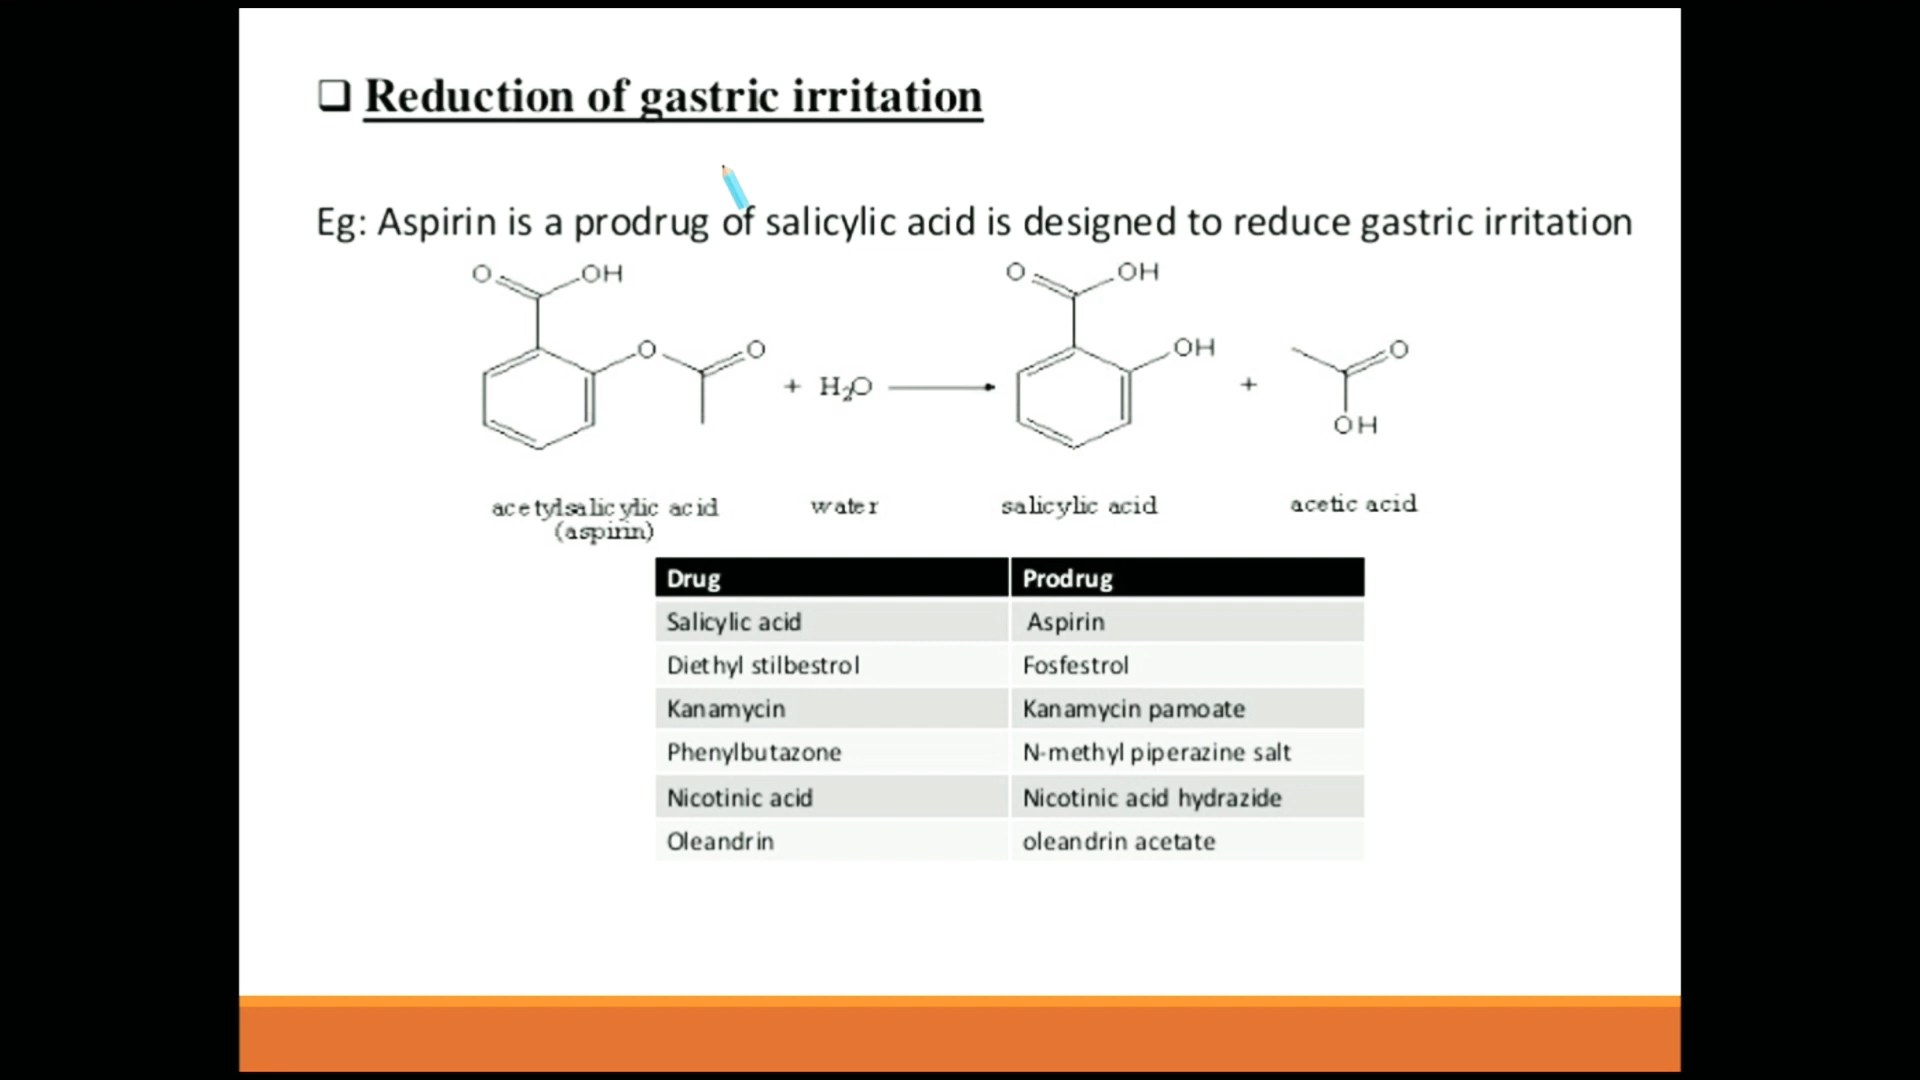 Reduction of gastric irritation
Eg: Aspirin is a prodrug of salicylic acid is designed to reduce gastric irritation
O OH O OH
O O OH O
+ H2O +
OH
acetylsalicylic acid water salicylic acid acetic acid
(aspirin)
Drug Prodrug
Salicylic acid Aspirin
Diethyl stilbestrol Fosfestrol
Kanamycin Kanamycin pamoate
Phenylbutazone N-methyl piperazine salt
Nicotinic acid Nicotinic acid hydrazide
Oleandrin oleandrin acetate